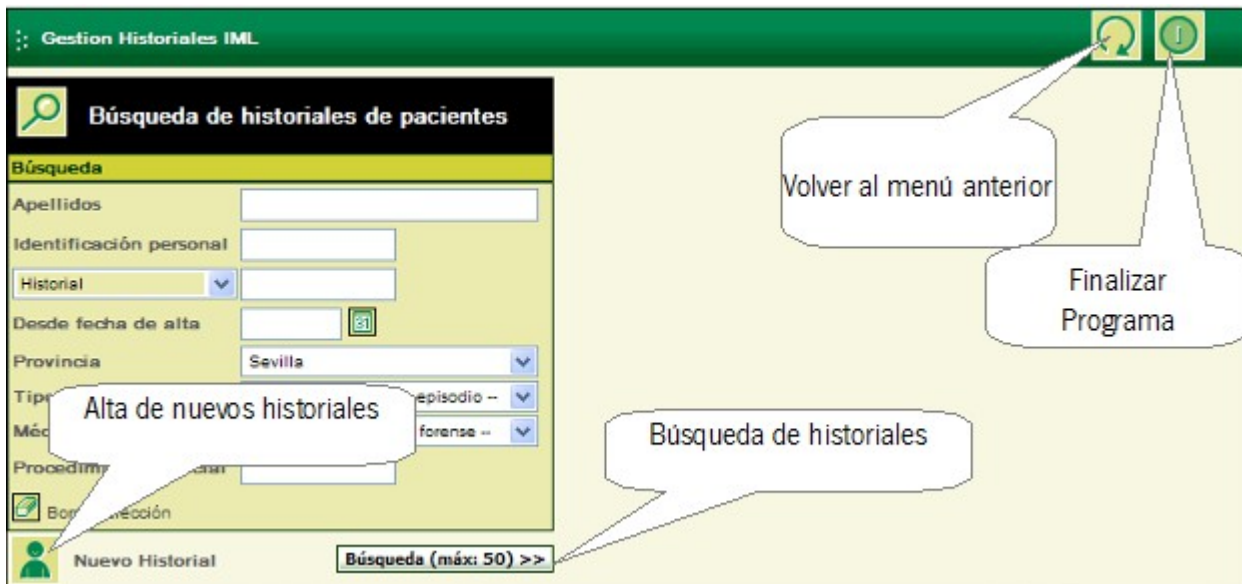 Gestion Historiales IML
Búsqueda de historiales de pacientes
Búsqueda
Apellidos
Identificación personal
Historial
Desde fecha de alta
31
Provincia
Sevilla
episodio --
forense --
Alta de nuevos historiales
Nuevo Historial
Búsqueda (máx: 50) >>
Volver al menú anterior
Finalizar
Programa
Búsqueda de historiales